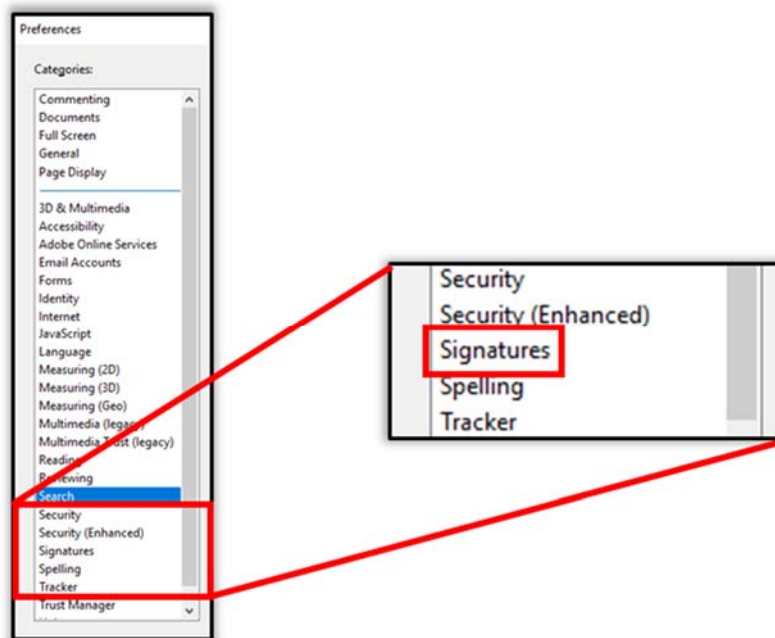 Preferences
Categories:
Commenting
Documents
Full Screen
General
Page Display
3D & Multimedia
Accessibility
Adobe Online Services
Email Accounts
Forms
Identity
Internet
JavaScript
Language
Measuring (2D)
Measuring (3D)
Measuring (Geo)
Multimedia (legacy)
Multimedia Trust (legacy)
Reading
Reviewing
Search
Security
Security (Enhanced)
Signatures
Spelling
Tracker
Trust Manager
Security
Security (Enhanced)
Signatures
Spelling
Tracker